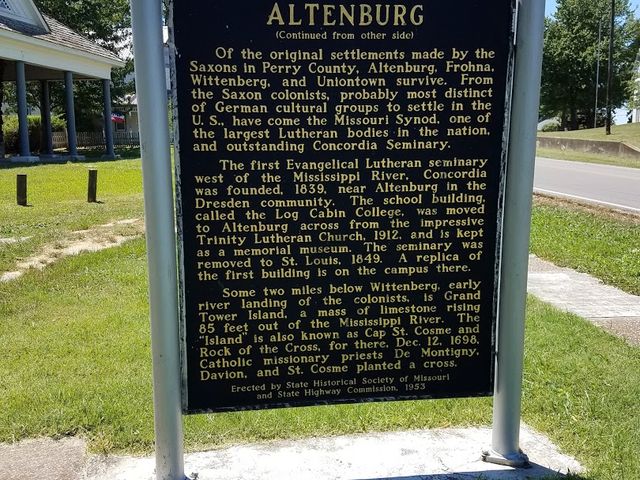 ALTENBURG
(Continued from other side)
Of the original settlements made by the
Saxons in Perry County, Altenburg, Frohna,
Wittenberg, and Uniontown survive. From
the Saxon colonists, probably most distinct
of German cultural groups to settle in the
U. S., have come the Missouri Synod, one of
the largest Lutheran bodies in the nation,
and outstanding Concordia Seminary.
The first Evangelical Lutheran seminary
west of the Mississippi River, Concordia
was founded, 1839, near Altenburg in the
Dresden community. The school building,
called the Log Cabin College, was moved
to Altenburg across from the impressive
Trinity Lutheran Church, 1912, and is kept
as a memorial museum. The seminary was
removed to St. Louis, 1849. A replica of
the first building is on the campus there.
Some two miles below Wittenberg, early
river landing of the colonists, is Grand
Tower Island, a mass of limestone rising
85 feet out of the Mississippi River. The
"Island" is also known as Cap St. Cosme and
Rock of the Cross, for there, Dec. 12, 1698,
Catholic missionary priests De Montigny,
Davion, and St. Cosme planted a cross.
Erected by State Historical Society of Missouri
and State Highway Commission, 1953